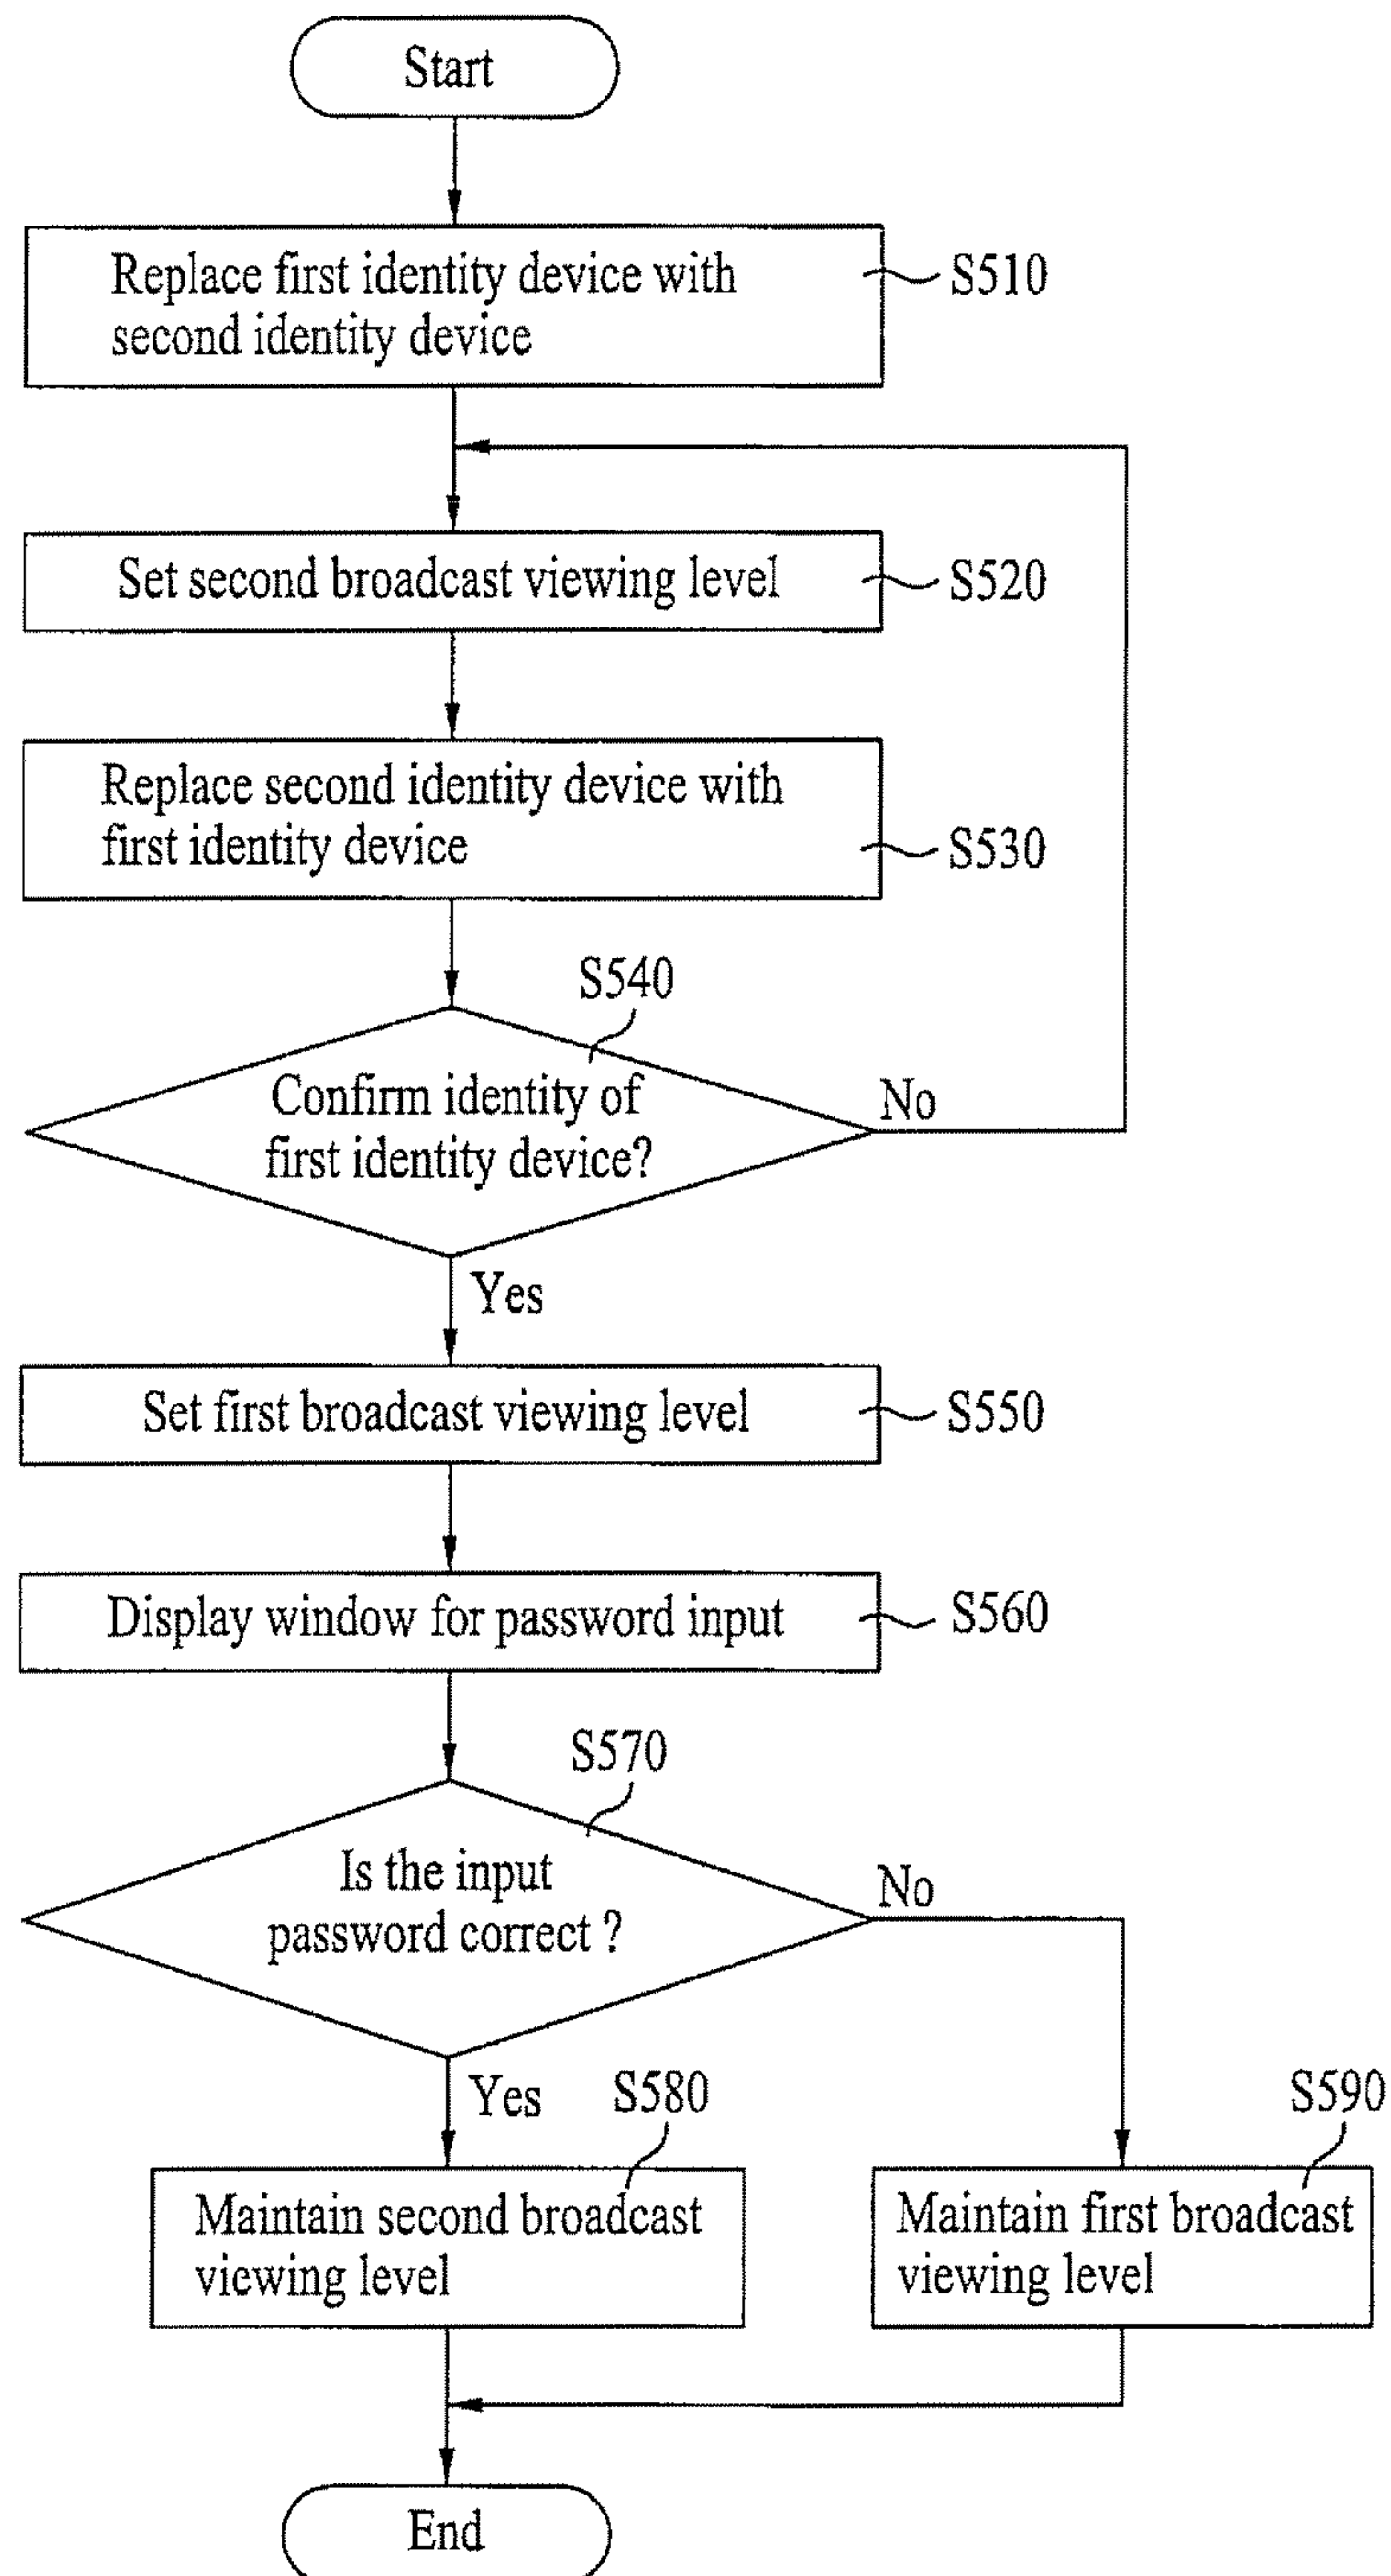 Start
Replace first identity device with
second identity device
S510
Set second broadcast viewing level
S520
Replace second identity device with
first identity device
S530
S540
Confirm identity of
first identity device?
No
Yes
Set first broadcast viewing level
S550
Display window for password input
S560
S570
Is the input
password correct ?
No
Yes
S580
S590
Maintain second broadcast
viewing level
Maintain first broadcast
viewing level
End